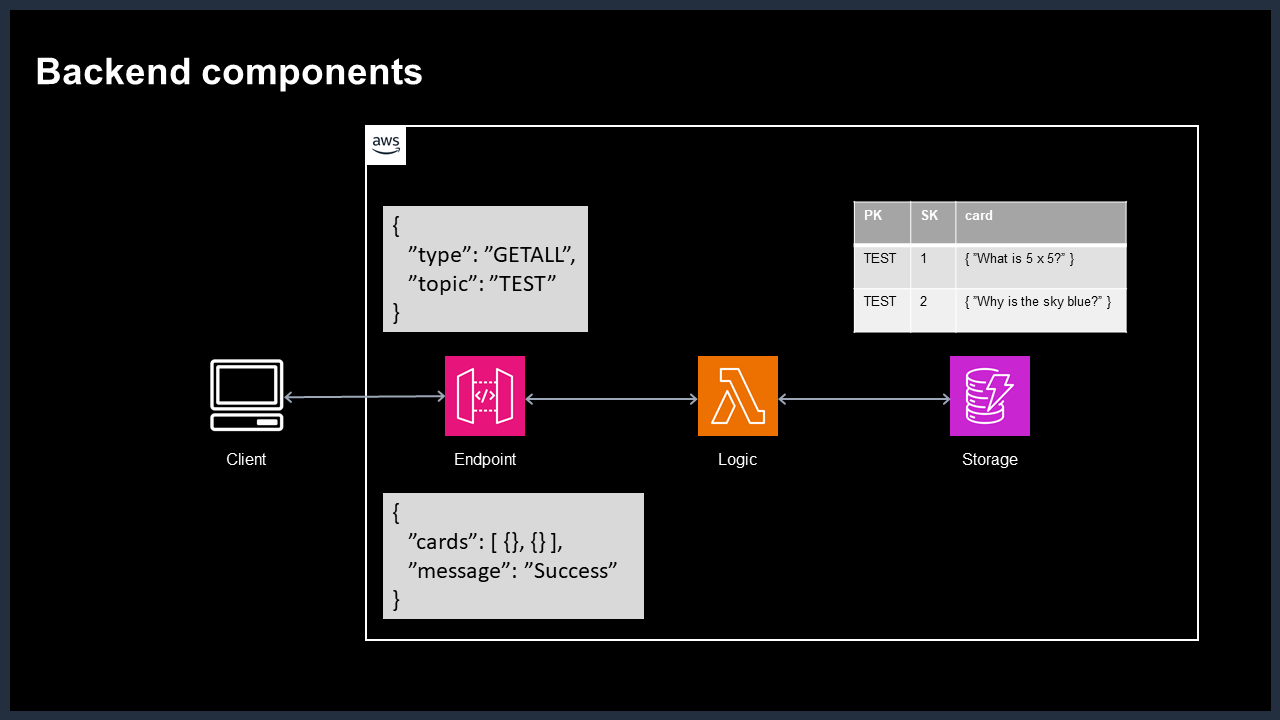 Backend components
aws
{
”type”: ”GETALL”,
”topic”: ”TEST”
}
PK SK card
TEST 1 { ”What is 5 x 5?” }
TEST 2 { ”Why is the sky blue?” }
</>
Client Endpoint Logic Storage
{
”cards”: [ {}, {} ],
”message”: ”Success”
}